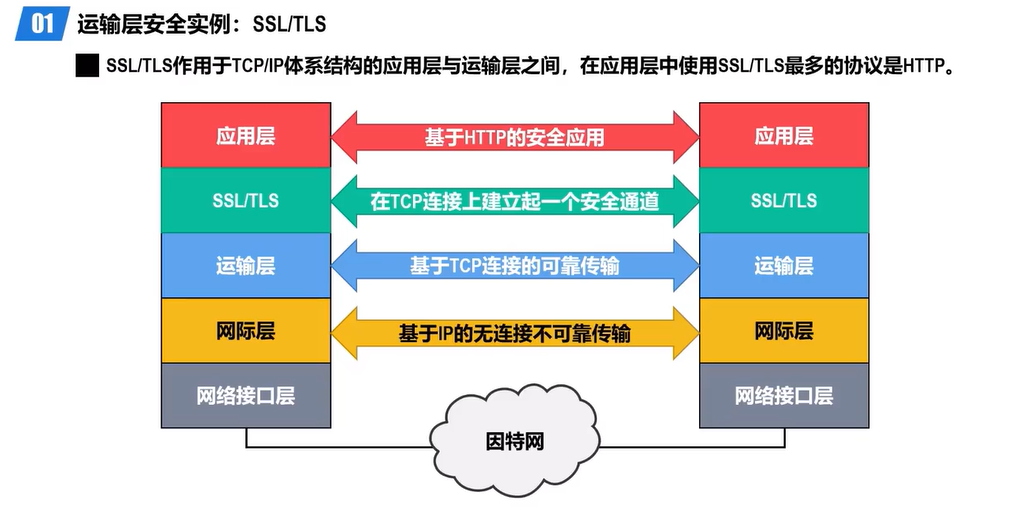 01 运输层安全实例：SSL/TLS
SSL/TLS作用于TCP/IP体系结构的应用层与运输层之间，在应用层中使用SSL/TLS最多的协议是HTTP。
应用层 基于HTTP的安全应用 应用层
SSL/TLS 在TCP连接上建立起一个安全通道 SSL/TLS
运输层 基于TCP连接的可靠传输 运输层
网际层 基于IP的无连接不可靠传输 网际层
网络接口层 网络接口层
因特网